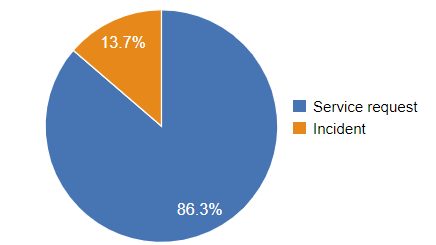 13.7%
Service request
Incident
86.3%